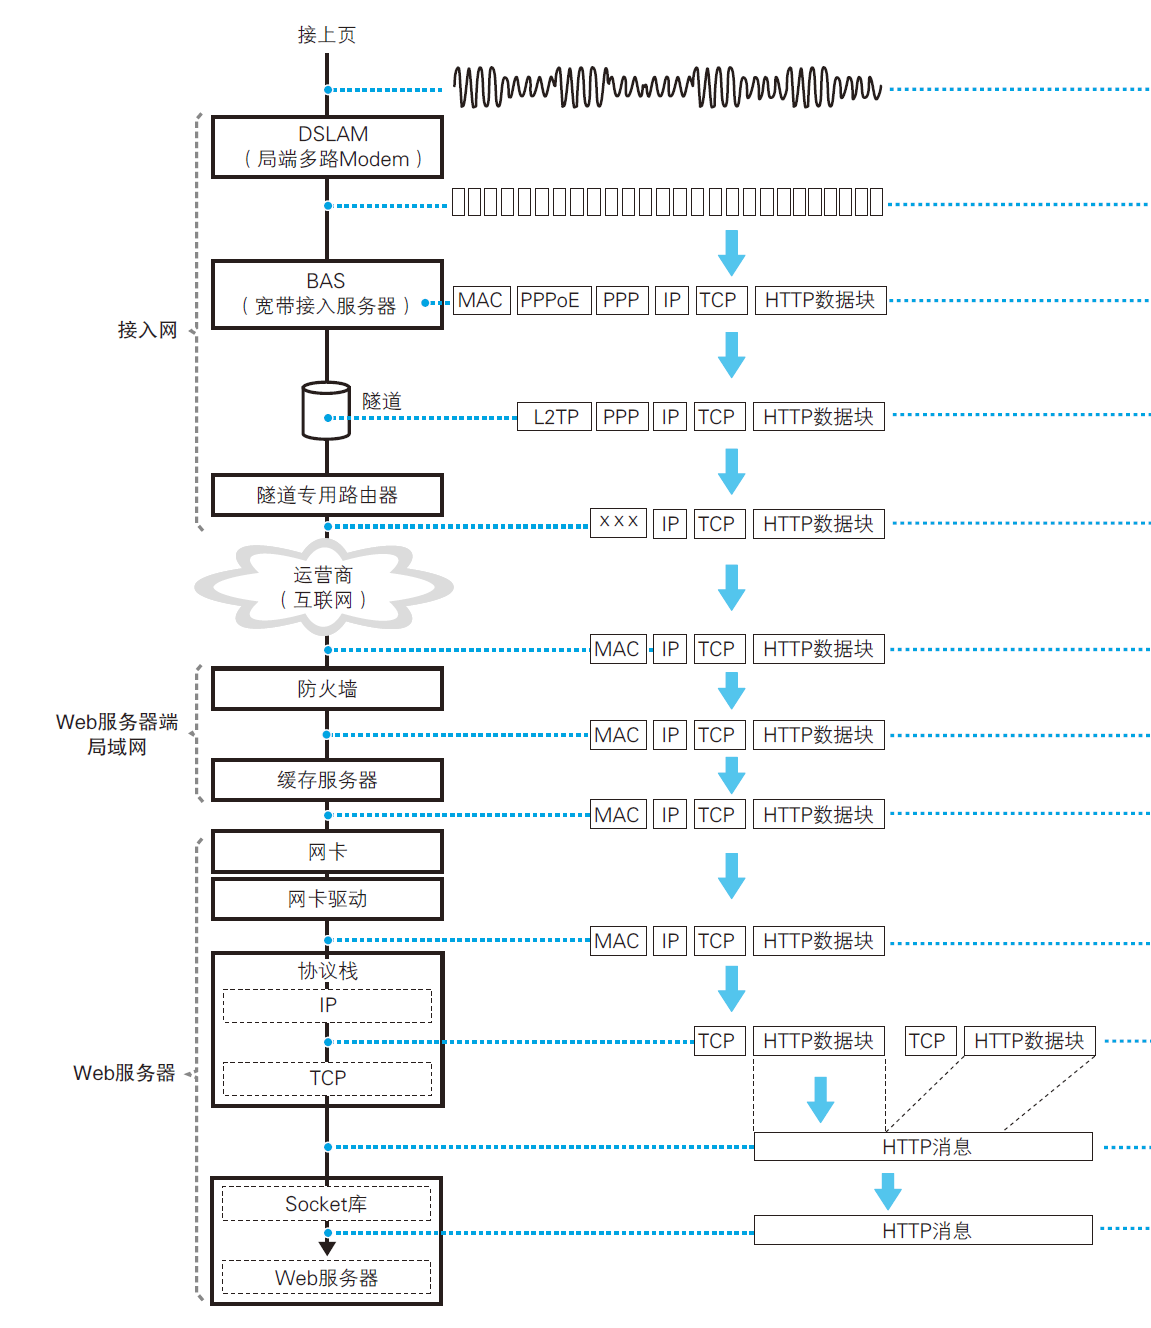 接上页
DSLAM
（局端多路Modem）
BAS
（宽带接入服务器）
MAC PPPoE PPP IP TCP HTTP数据块
接入网
隧道
L2TP PPP IP TCP HTTP数据块
隧道专用路由器
XXX IP TCP HTTP数据块
运营商
（互联网）
MAC IP TCP HTTP数据块
防火墙
Web服务器端
局域网
MAC IP TCP HTTP数据块
缓存服务器
MAC IP TCP HTTP数据块
网卡
网卡驱动
MAC IP TCP HTTP数据块
协议栈
IP
TCP HTTP数据块 TCP HTTP数据块
Web服务器
TCP
HTTP消息
Socket库
HTTP消息
Web服务器